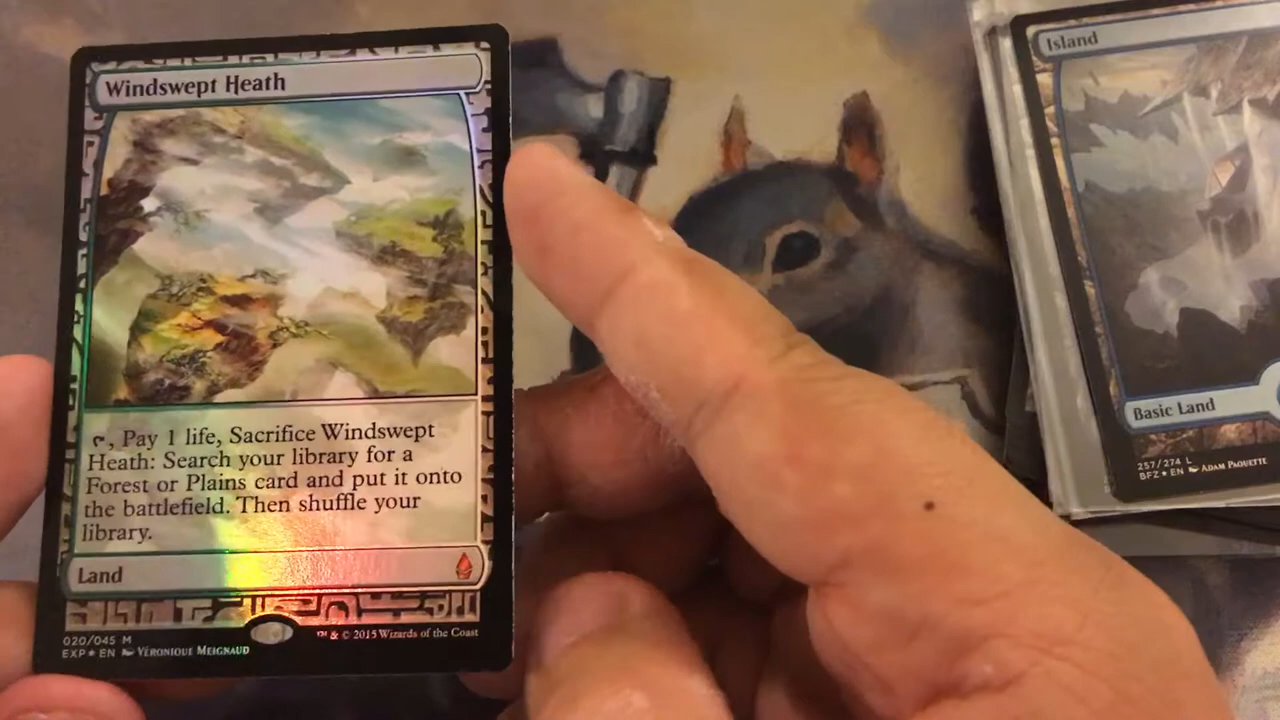 Windswept Heath
, Pay 1 life, Sacrifice Windswept
Heath: Search your library for a
Forest or Plains card and put it onto
the battlefield. Then shuffle your
library.
Land
020/045 M
EXP★EN Véronique Meignaud
™ & © 2015 Wizards of the Coast
Island
Basic Land
257/274 L
BFZ★EN Adam Paquette